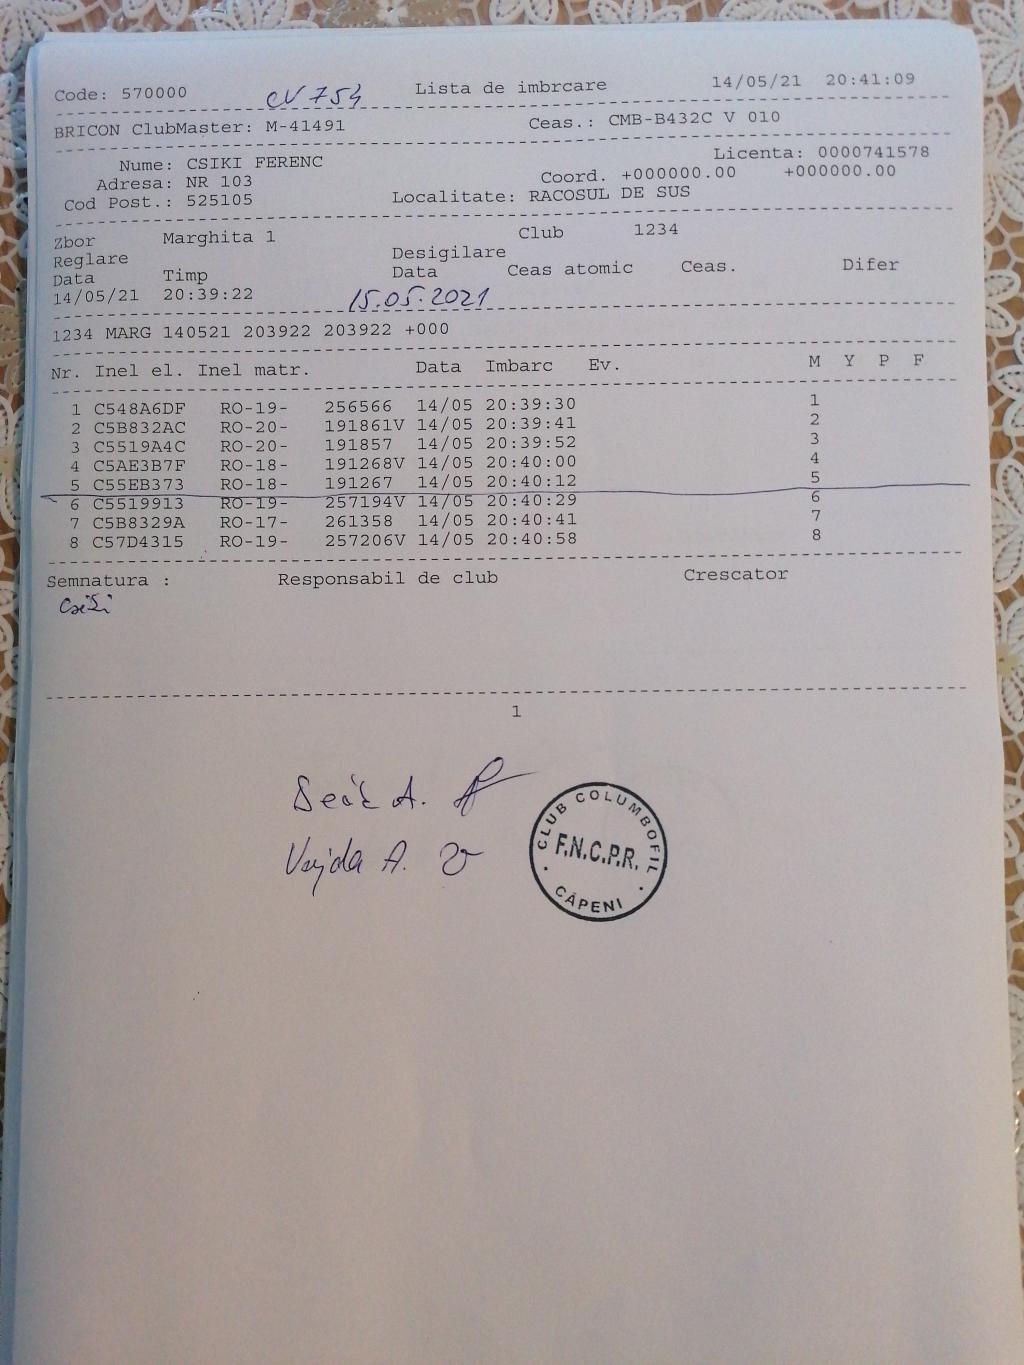 Code: 570000 CV 754 Lista de imbrcare 14/05/21 20:41:09
BRICON ClubMaster: M-41491 Ceas.: CMB-B432C V 010
Nume: CSIKI FERENC Licenta: 0000741578
Adresa: NR 103 Coord. +000000.00 +000000.00
Cod Post.: 525105 Localitate: RACOSUL DE SUS
Zbor Marghita 1 Club 1234
Reglare Desigilare
Data Timp Data Ceas atomic Ceas. Difer
14/05/21 20:39:22 15.05.2021
1234 MARG 140521 203922 203922 +000
Nr. Inel el. Inel matr. Data Imbarc Ev. M Y P F
1 C548A6DF RO-19- 256566 14/05 20:39:30 1
2 C5B832AC RO-20- 191861V 14/05 20:39:41 2
3 C5519A4C RO-20- 191857 14/05 20:39:52 3
4 C5AE3B7F RO-18- 191268V 14/05 20:40:00 4
5 C55EB373 RO-18- 191267 14/05 20:40:12 5
6 C5519913 RO-19- 257194V 14/05 20:40:29 6
7 C5B8329A RO-17- 261358 14/05 20:40:41 7
8 C57D4315 RO-19- 257206V 14/05 20:40:58 8
Semnatura : Responsabil de club Crescator
Csiki
1
A.
Vajda A.
CLUB COLUMBOFIL
F.N.C.P.R.
CĂPENI